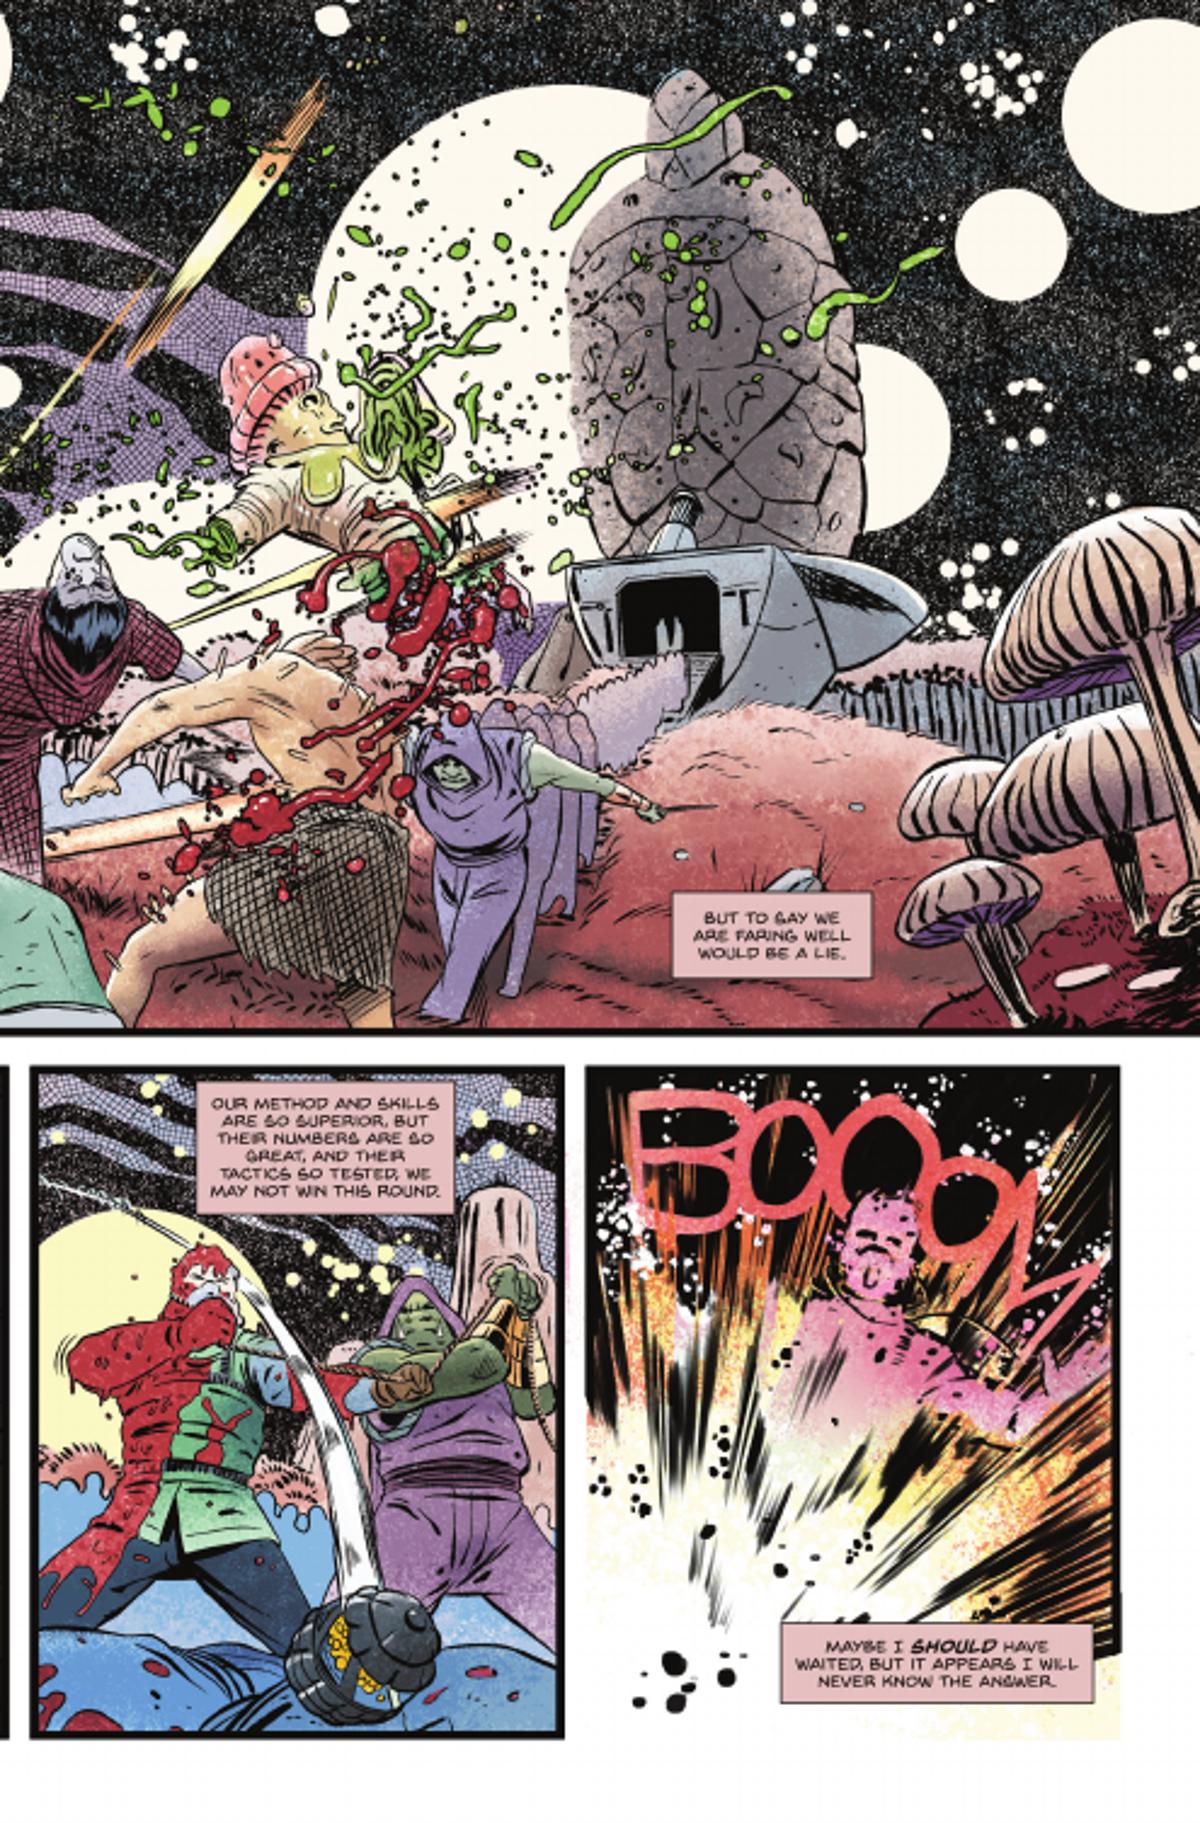 BUT TO SAY WE
ARE FARING WELL
WOULD BE A LIE.
OUR METHOD AND SKILLS
ARE SO SUPERIOR, BUT
THEIR NUMBERS ARE SO
GREAT, AND THEIR
TACTICS SO TESTED, WE
MAY NOT WIN THIS ROUND.
BOOOM
MAYBE I SHOULD HAVE
WAITED, BUT IT APPEARS I WILL
NEVER KNOW THE ANSWER.